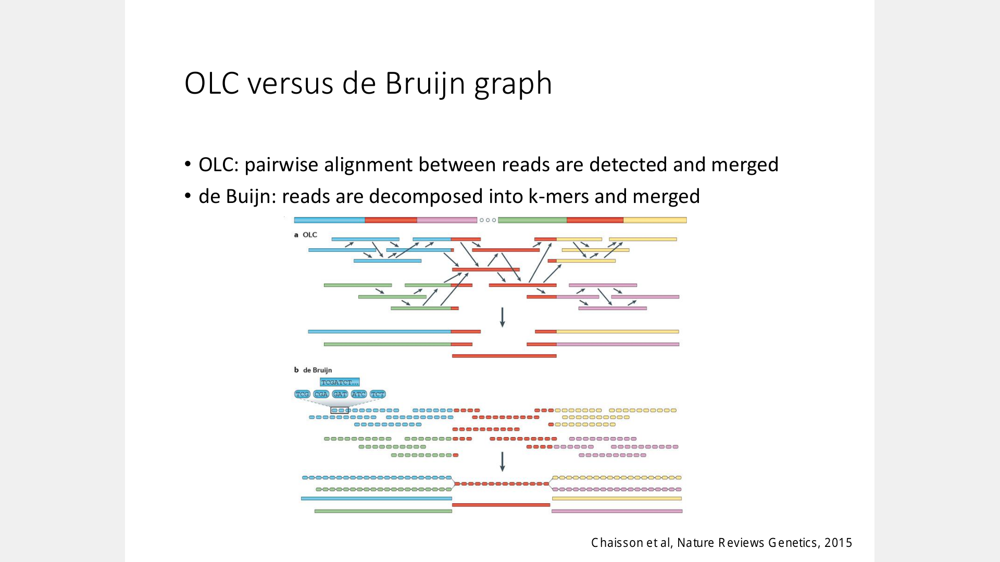 OLC versus de Bruijn graph
• OLC: pairwise alignment between reads are detected and merged
• de Buijn: reads are decomposed into k-mers and merged
a OLC
b de Bruijn
TCGATCT...
TCG CGA GAT ATC TCT
Chaisson et al, Nature Reviews Genetics, 2015